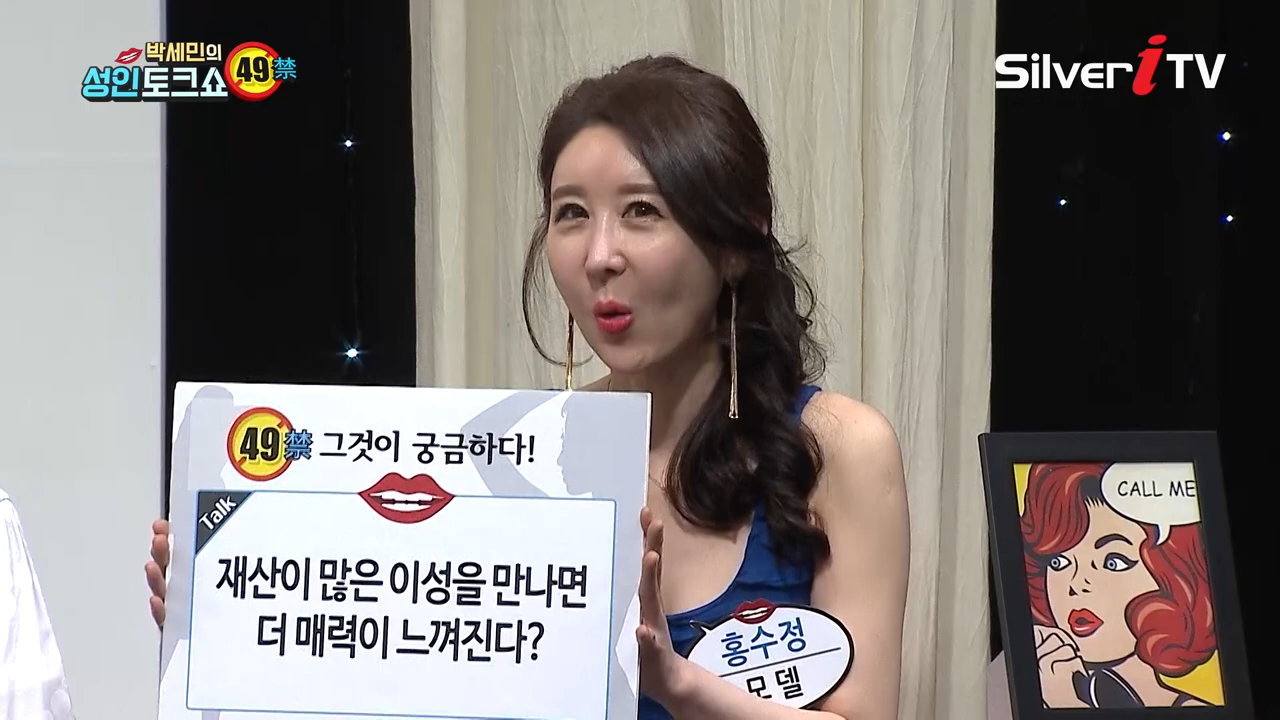 박세민의
성인토크쇼 49禁
SilveriTV
49禁 그것이 궁금하다!
Talk
재산이 많은 이성을 만나면
더 매력이 느껴진다?
홍수정
모델
CALL ME